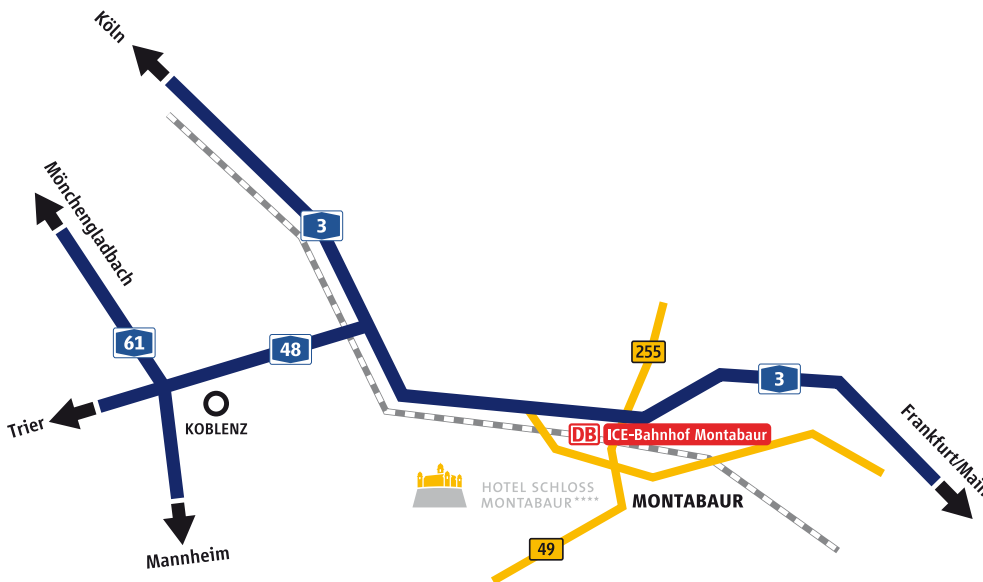 Köln
Mönchengladbach
3
61
48
255
3
Trier
KOBLENZ
DB ICE-Bahnhof Montabaur
Frankfurt/Main
HOTEL SCHLOSS
MONTABAUR****
MONTABAUR
49
Mannheim